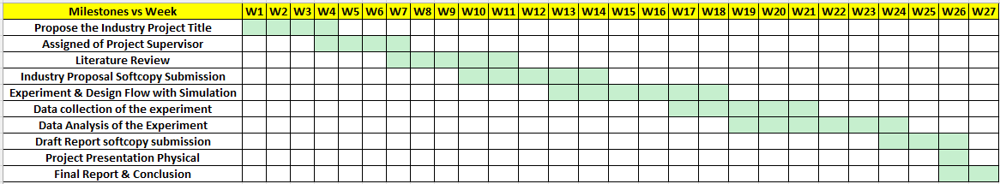 Milestones vs Week W1 W2 W3 W4 W5 W6 W7 W8 W9 W10 W11 W12 W13 W14 W15 W16 W17 W18 W19 W20 W21 W22 W23 W24 W25 W26 W27
Propose the Industry Project Title
Assigned of Project Supervisor
Literature Review
Industry Proposal Softcopy Submission
Experiment & Design Flow with Simulation
Data collection of the experiment
Data Analysis of the Experiment
Draft Report softcopy submission
Project Presentation Physical
Final Report & Conclusion